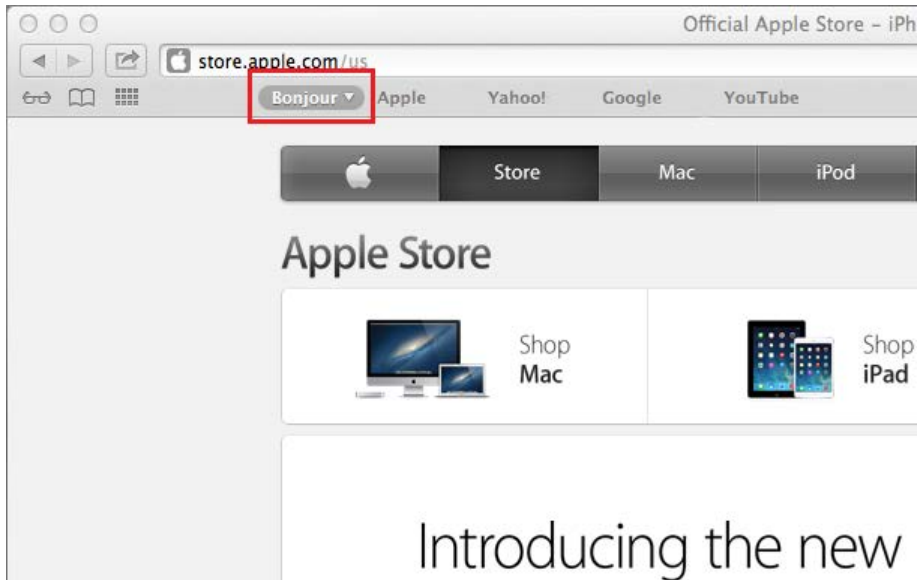 Official Apple Store – iPh
store.apple.com/us
Bonjour ▼ Apple Yahoo! Google YouTube
Store Mac iPod
Apple Store
Shop
Mac
Shop
iPad
Introducing the new